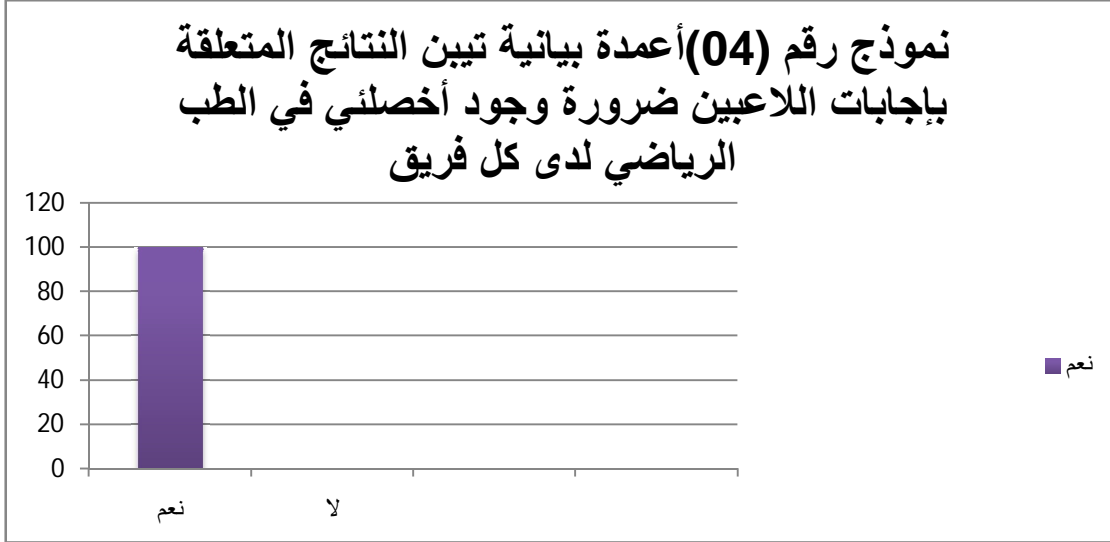 نموذج رقم (04)أعمدة بيانية تيبن النتائج المتعلقة
بإجابات اللاعبين ضرورة وجود أخصلئي في الطب
الرياضي لدى كل فريق
120
100
80
60
40
20
0
نعم
لا
نعم